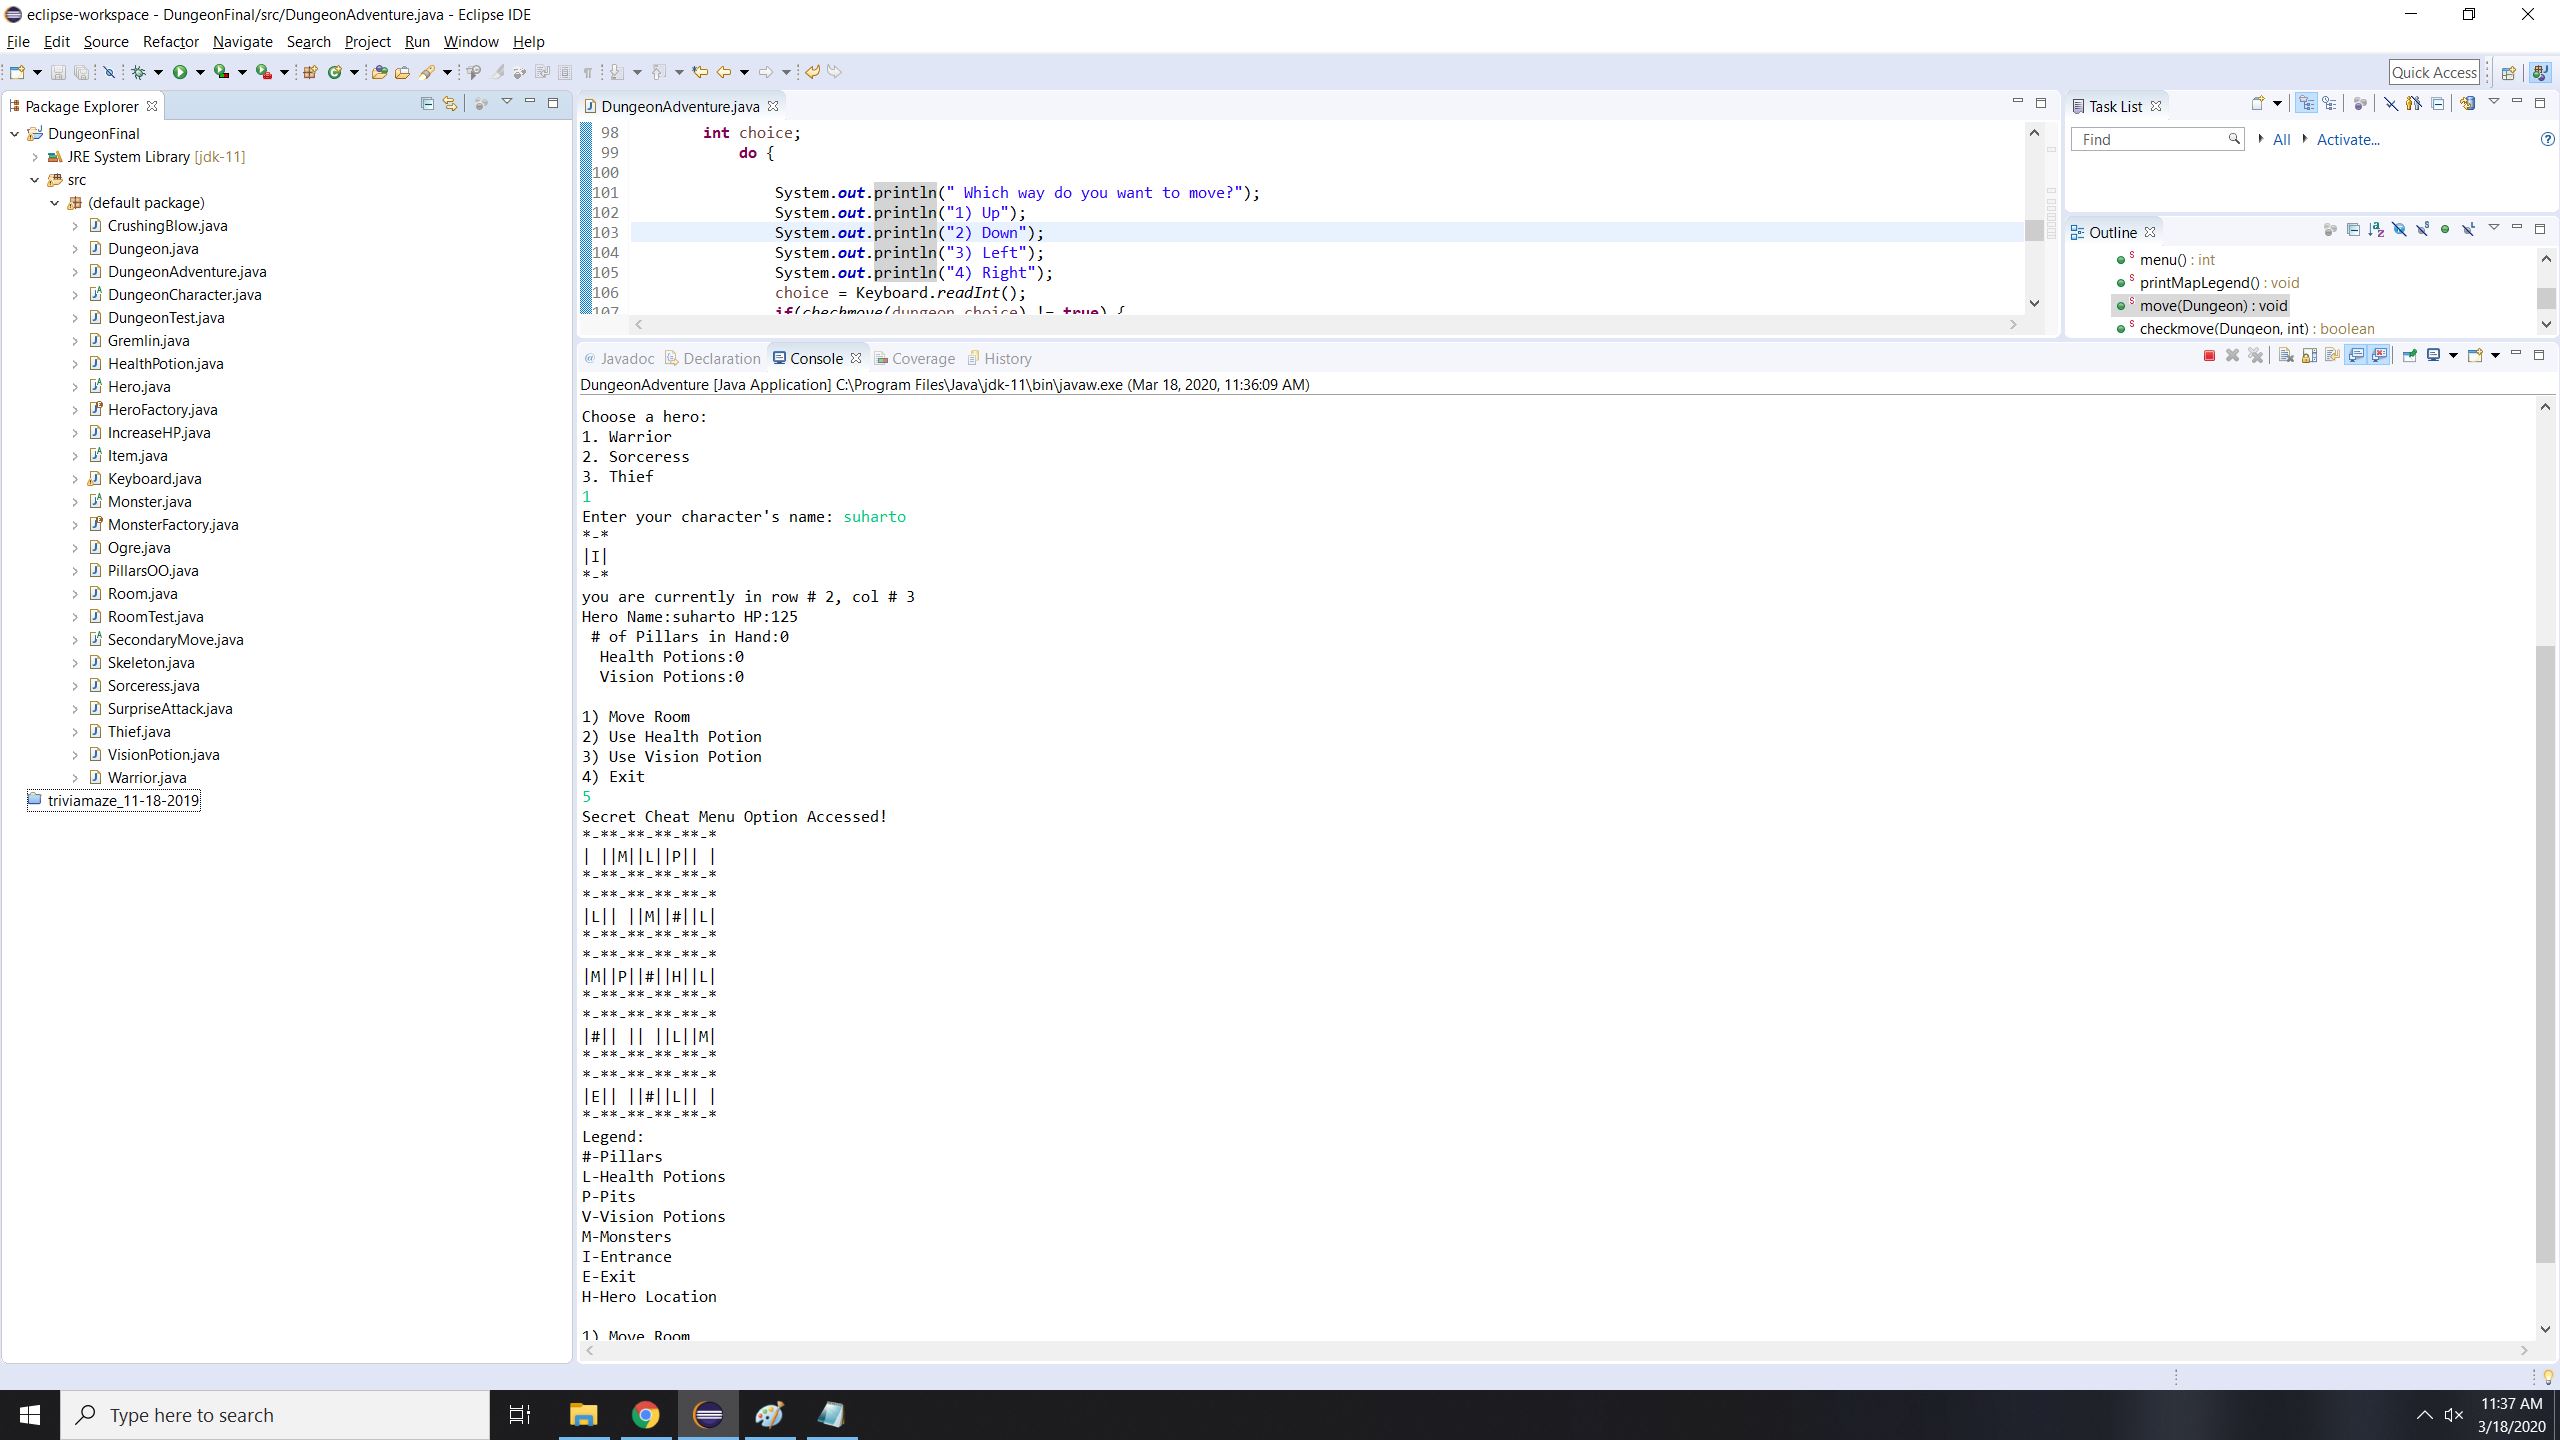 eclipse-workspace - DungeonFinal/src/DungeonAdventure.java - Eclipse IDE
File Edit Source Refactor Navigate Search Project Run Window Help
Quick Access
Package Explorer
DungeonFinal
JRE System Library [jdk-11]
src
(default package)
CrushingBlow.java
Dungeon.java
DungeonAdventure.java
DungeonCharacter.java
DungeonTest.java
Gremlin.java
HealthPotion.java
Hero.java
HeroFactory.java
IncreaseHP.java
Item.java
Keyboard.java
Monster.java
MonsterFactory.java
Ogre.java
PillarsOO.java
Room.java
RoomTest.java
SecondaryMove.java
Skeleton.java
Sorceress.java
SurpriseAttack.java
Thief.java
VisionPotion.java
Warrior.java
triviamaze_11-18-2019
DungeonAdventure.java
98 int choice;
99 do {
100
101 System.out.println(" Which way do you want to move?");
102 System.out.println("1) Up");
103 System.out.println("2) Down");
104 System.out.println("3) Left");
105 System.out.println("4) Right");
106 choice = Keyboard.readInt();
107 if(checkmove(dungeon,choice) != true) {
Task List
Find All Activate...
Outline
menu() : int
printMapLegend() : void
move(Dungeon) : void
checkmove(Dungeon, int) : boolean
Javadoc Declaration Console Coverage History
DungeonAdventure [Java Application] C:\Program Files\Java\jdk-11\bin\javaw.exe (Mar 18, 2020, 11:36:09 AM)
Choose a hero:
1. Warrior
2. Sorceress
3. Thief
1
Enter your character's name: suharto
*-*
|I|
*-*
you are currently in row # 2, col # 3
Hero Name:suharto HP:125
# of Pillars in Hand:0
Health Potions:0
Vision Potions:0
1) Move Room
2) Use Health Potion
3) Use Vision Potion
4) Exit
5
Secret Cheat Menu Option Accessed!
*-**-**-**-**-*
| ||M||L||P|| |
*-**-**-**-**-*
*-**-**-**-**-*
|L|| ||M||#||L|
*-**-**-**-**-*
*-**-**-**-**-*
|M||P||#||H||L|
*-**-**-**-**-*
*-**-**-**-**-*
|#|| || ||L||M|
*-**-**-**-**-*
*-**-**-**-**-*
|E|| ||#||L|| |
*-**-**-**-**-*
Legend:
#-Pillars
L-Health Potions
P-Pits
V-Vision Potions
M-Monsters
I-Entrance
E-Exit
H-Hero Location
1) Move Room
Type here to search
11:37 AM
3/18/2020